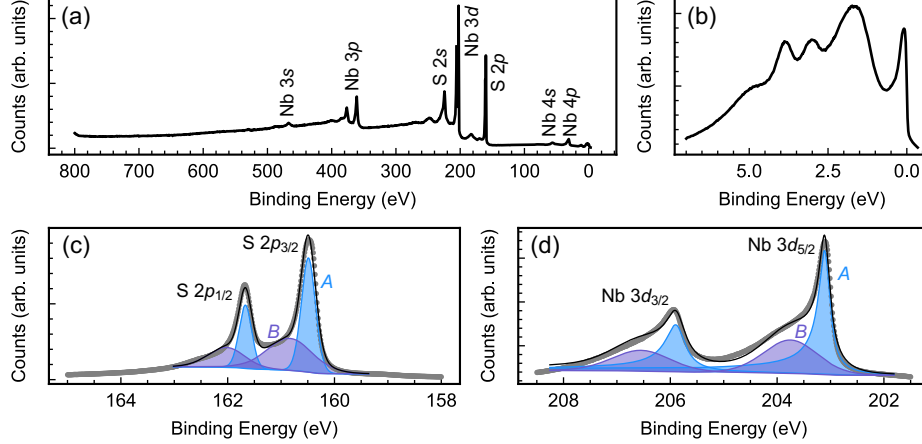 (a)
Counts (arb. units)
Nb 3s
Nb 3p
S 2s
Nb 3d
S 2p
Nb 4s
Nb 4p
800 700 600 500 400 300 200 100 0
Binding Energy (eV)
(b)
Counts (arb. units)
5.0 2.5 0.0
Binding Energy (eV)
(c)
Counts (arb. units)
S 2p3/2
S 2p1/2
A
B
164 162 160 158
Binding Energy (eV)
(d)
Counts (arb. units)
Nb 3d5/2
Nb 3d3/2
A
B
208 206 204 202
Binding Energy (eV)